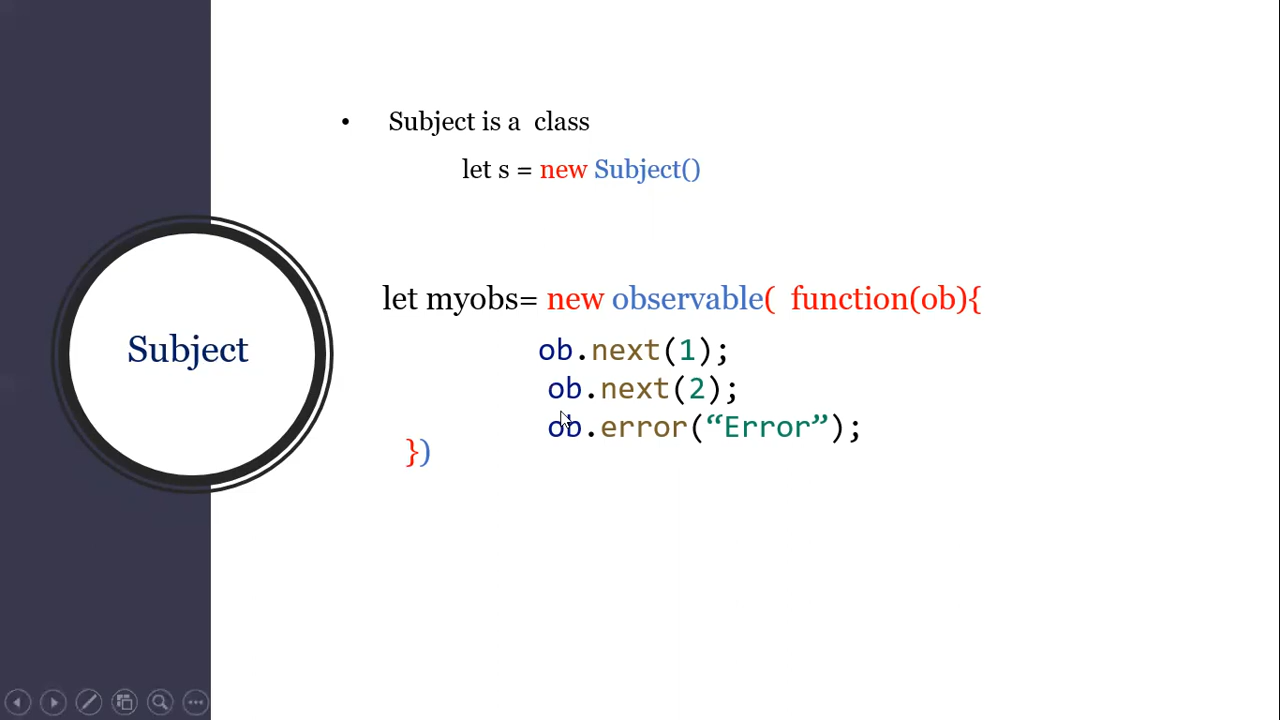 • Subject is a class
let s = new Subject()
Subject
let myobs= new observable( function(ob){
ob.next(1);
ob.next(2);
ob.error(“Error”);
})